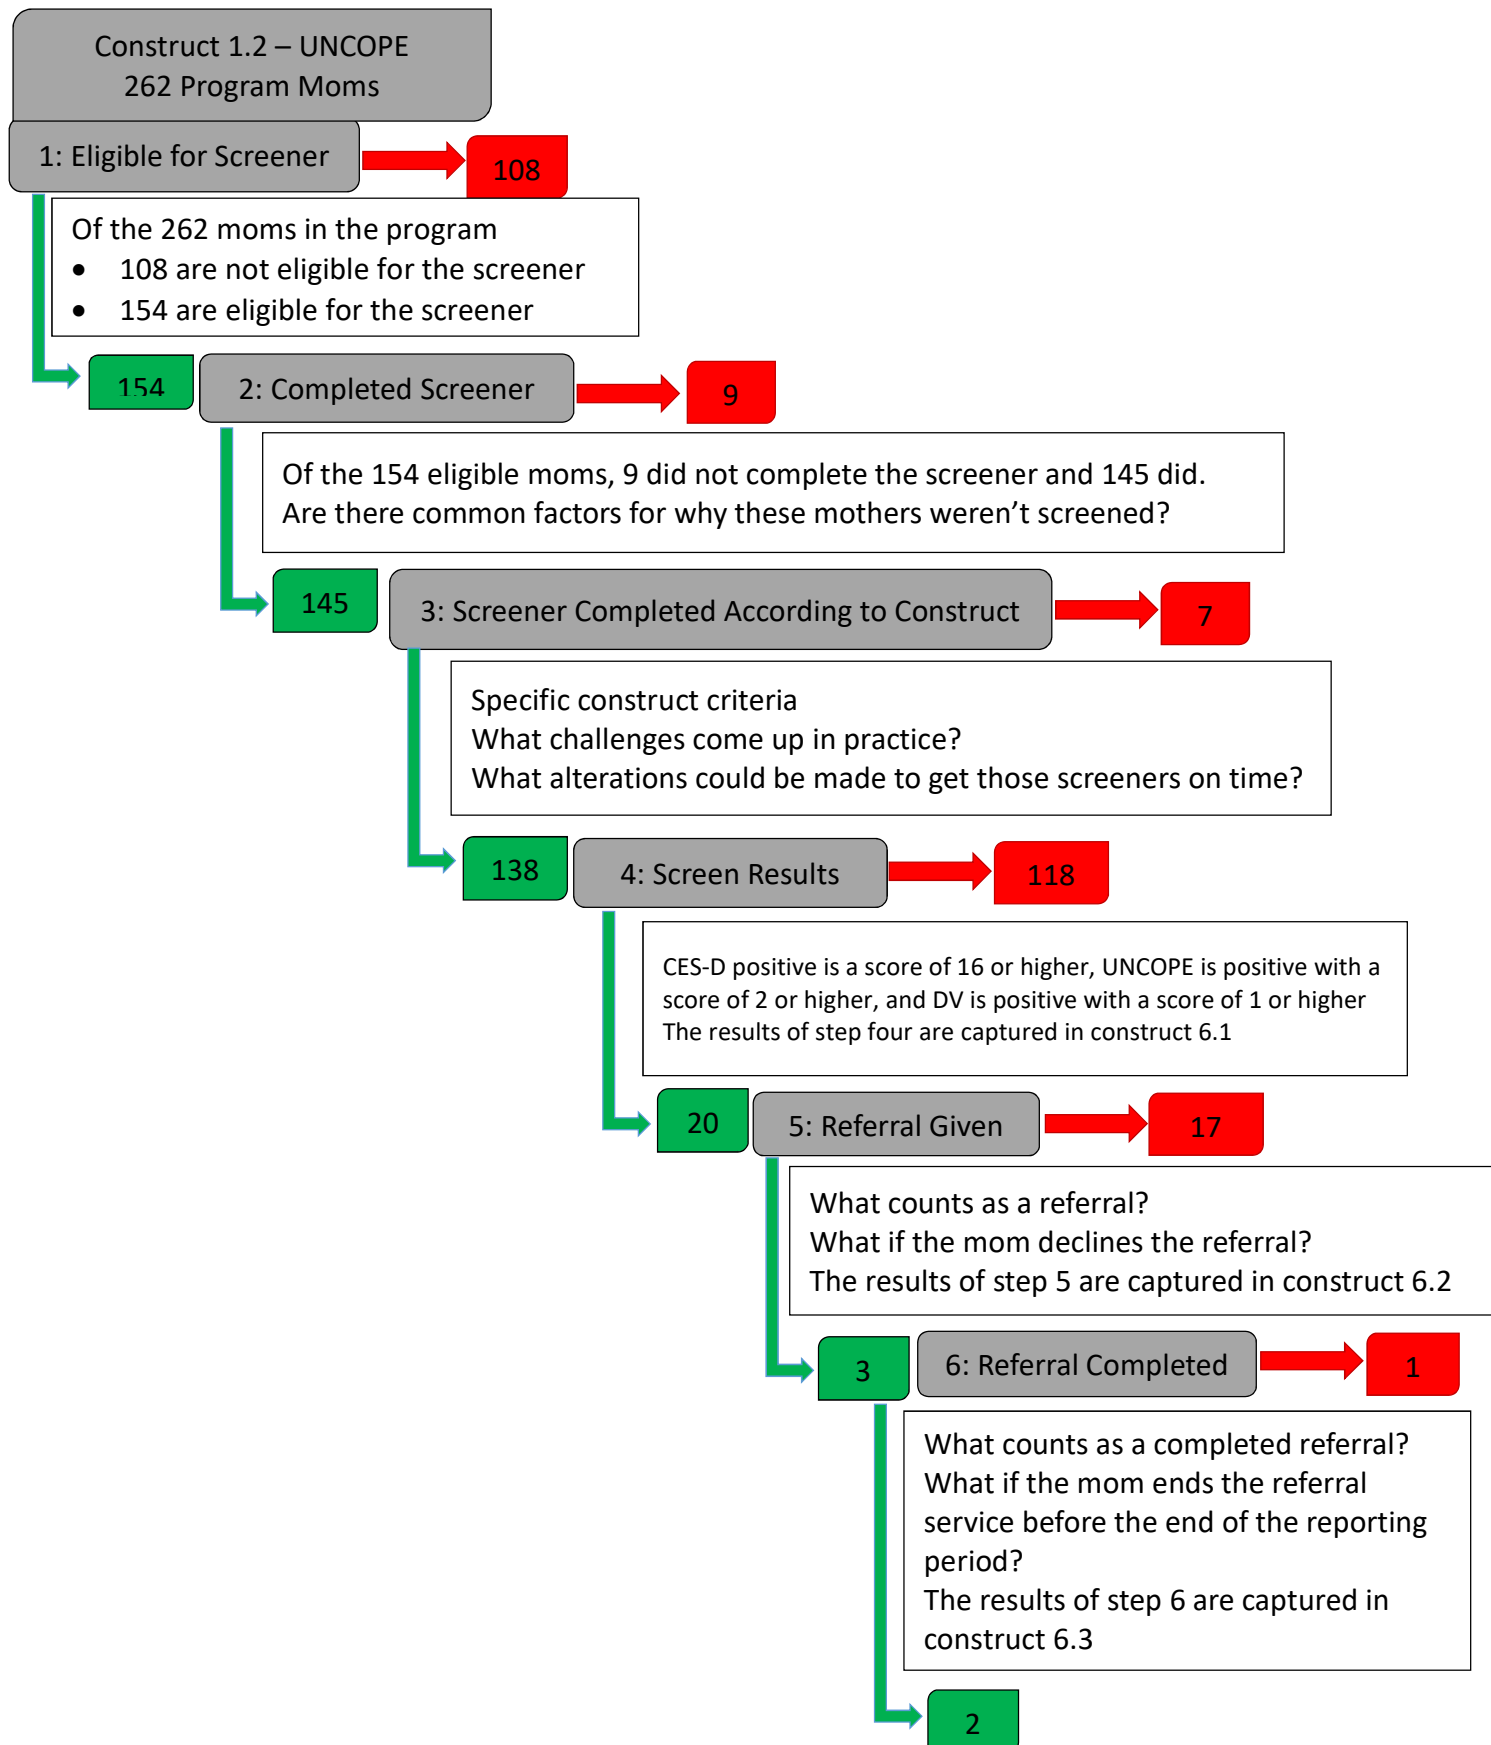 Construct 1.2 – UNCOPE
262 Program Moms
1: Eligible for Screener
108
Of the 262 moms in the program
• 108 are not eligible for the screener
• 154 are eligible for the screener
154
2: Completed Screener
9
Of the 154 eligible moms, 9 did not complete the screener and 145 did.
Are there common factors for why these mothers weren’t screened?
145
3: Screener Completed According to Construct
7
Specific construct criteria
What challenges come up in practice?
What alterations could be made to get those screeners on time?
138
4: Screen Results
118
CES-D positive is a score of 16 or higher, UNCOPE is positive with a
score of 2 or higher, and DV is positive with a score of 1 or higher
The results of step four are captured in construct 6.1
20
5: Referral Given
17
What counts as a referral?
What if the mom declines the referral?
The results of step 5 are captured in construct 6.2
3
6: Referral Completed
1
What counts as a completed referral?
What if the mom ends the referral
service before the end of the reporting
period?
The results of step 6 are captured in
construct 6.3
2